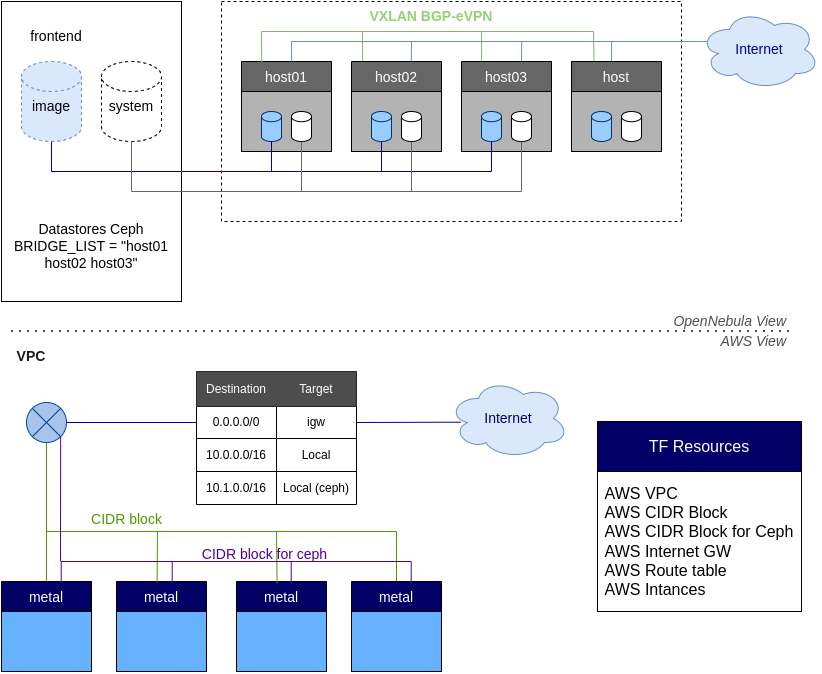 VXLAN BGP-eVPN
frontend
image
system
host01
host02
host03
host
Internet
Datastores Ceph
BRIDGE_LIST = "host01
host02 host03"
OpenNebula View
AWS View
VPC
Destination Target
0.0.0.0/0 igw
10.0.0.0/16 Local
10.1.0.0/16 Local (ceph)
Internet
TF Resources
AWS VPC
AWS CIDR Block
AWS CIDR Block for Ceph
AWS Internet GW
AWS Route table
AWS Intances
CIDR block
CIDR block for ceph
metal
metal
metal
metal